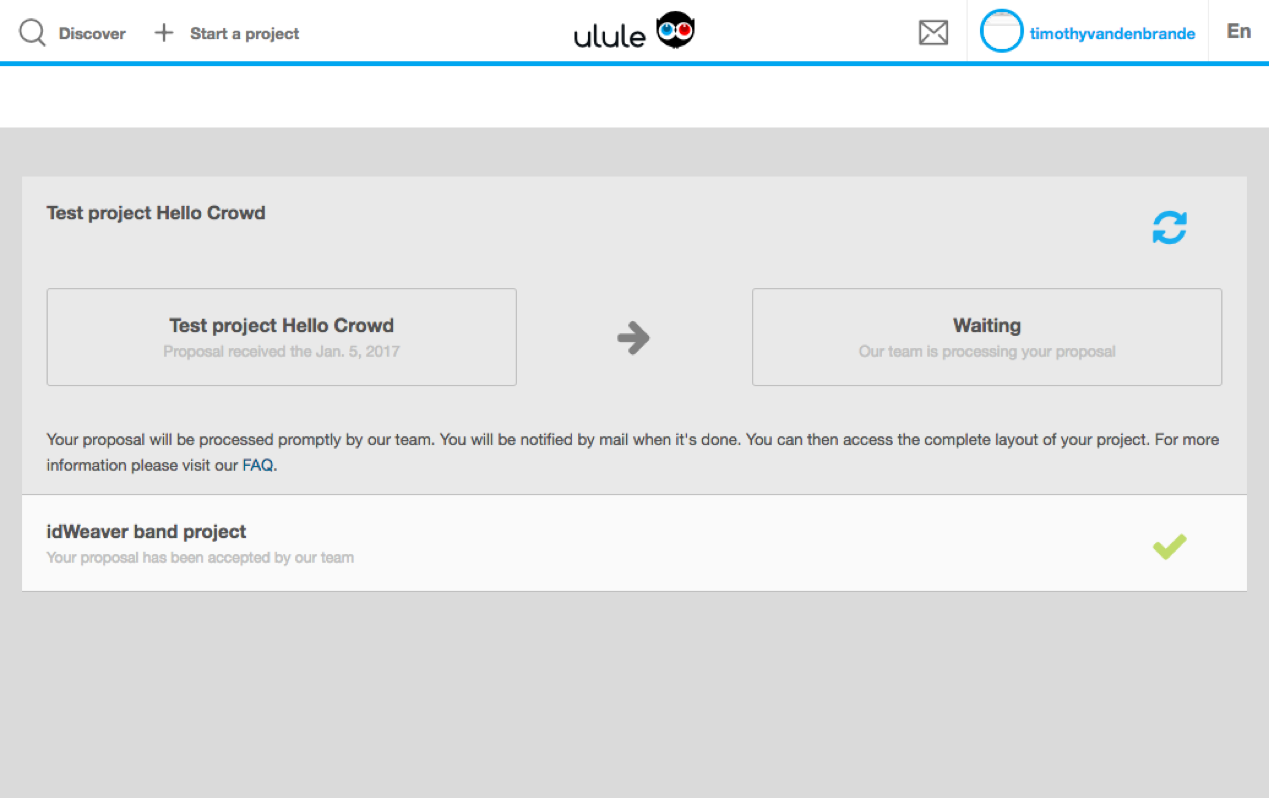 Discover
Start a project
ulule
timothyvandenbrande
En
Test project Hello Crowd
Test project Hello Crowd
Proposal received the Jan. 5, 2017
Waiting
Our team is processing your proposal
Your proposal will be processed promptly by our team. You will be notified by mail when it's done. You can then access the complete layout of your project. For more
information please visit our FAQ.
idWeaver band project
Your proposal has been accepted by our team